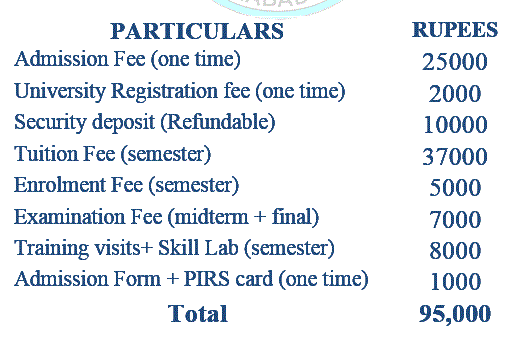 PARTICULARS RUPEES
Admission Fee (one time) 25000
University Registration fee (one time) 2000
Security deposit (Refundable) 10000
Tuition Fee (semester) 37000
Enrolment Fee (semester) 5000
Examination Fee (midterm + final) 7000
Training visits+ Skill Lab (semester) 8000
Admission Form + PIRS card (one time) 1000
Total 95,000